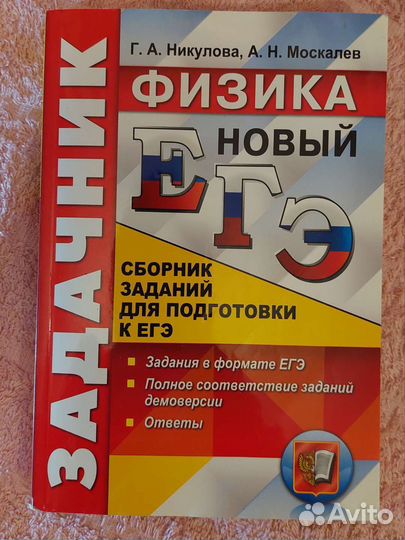 Г. А. Никулова, А. Н. Москалев
ЗАДАЧНИК
ФИЗИКА
НОВЫЙ
ЕГЭ
СБОРНИК
ЗАДАНИЙ
ДЛЯ ПОДГОТОВКИ
К ЕГЭ
Задания в формате ЕГЭ
Полное соответствие заданий
демоверсии
Ответы
Avito